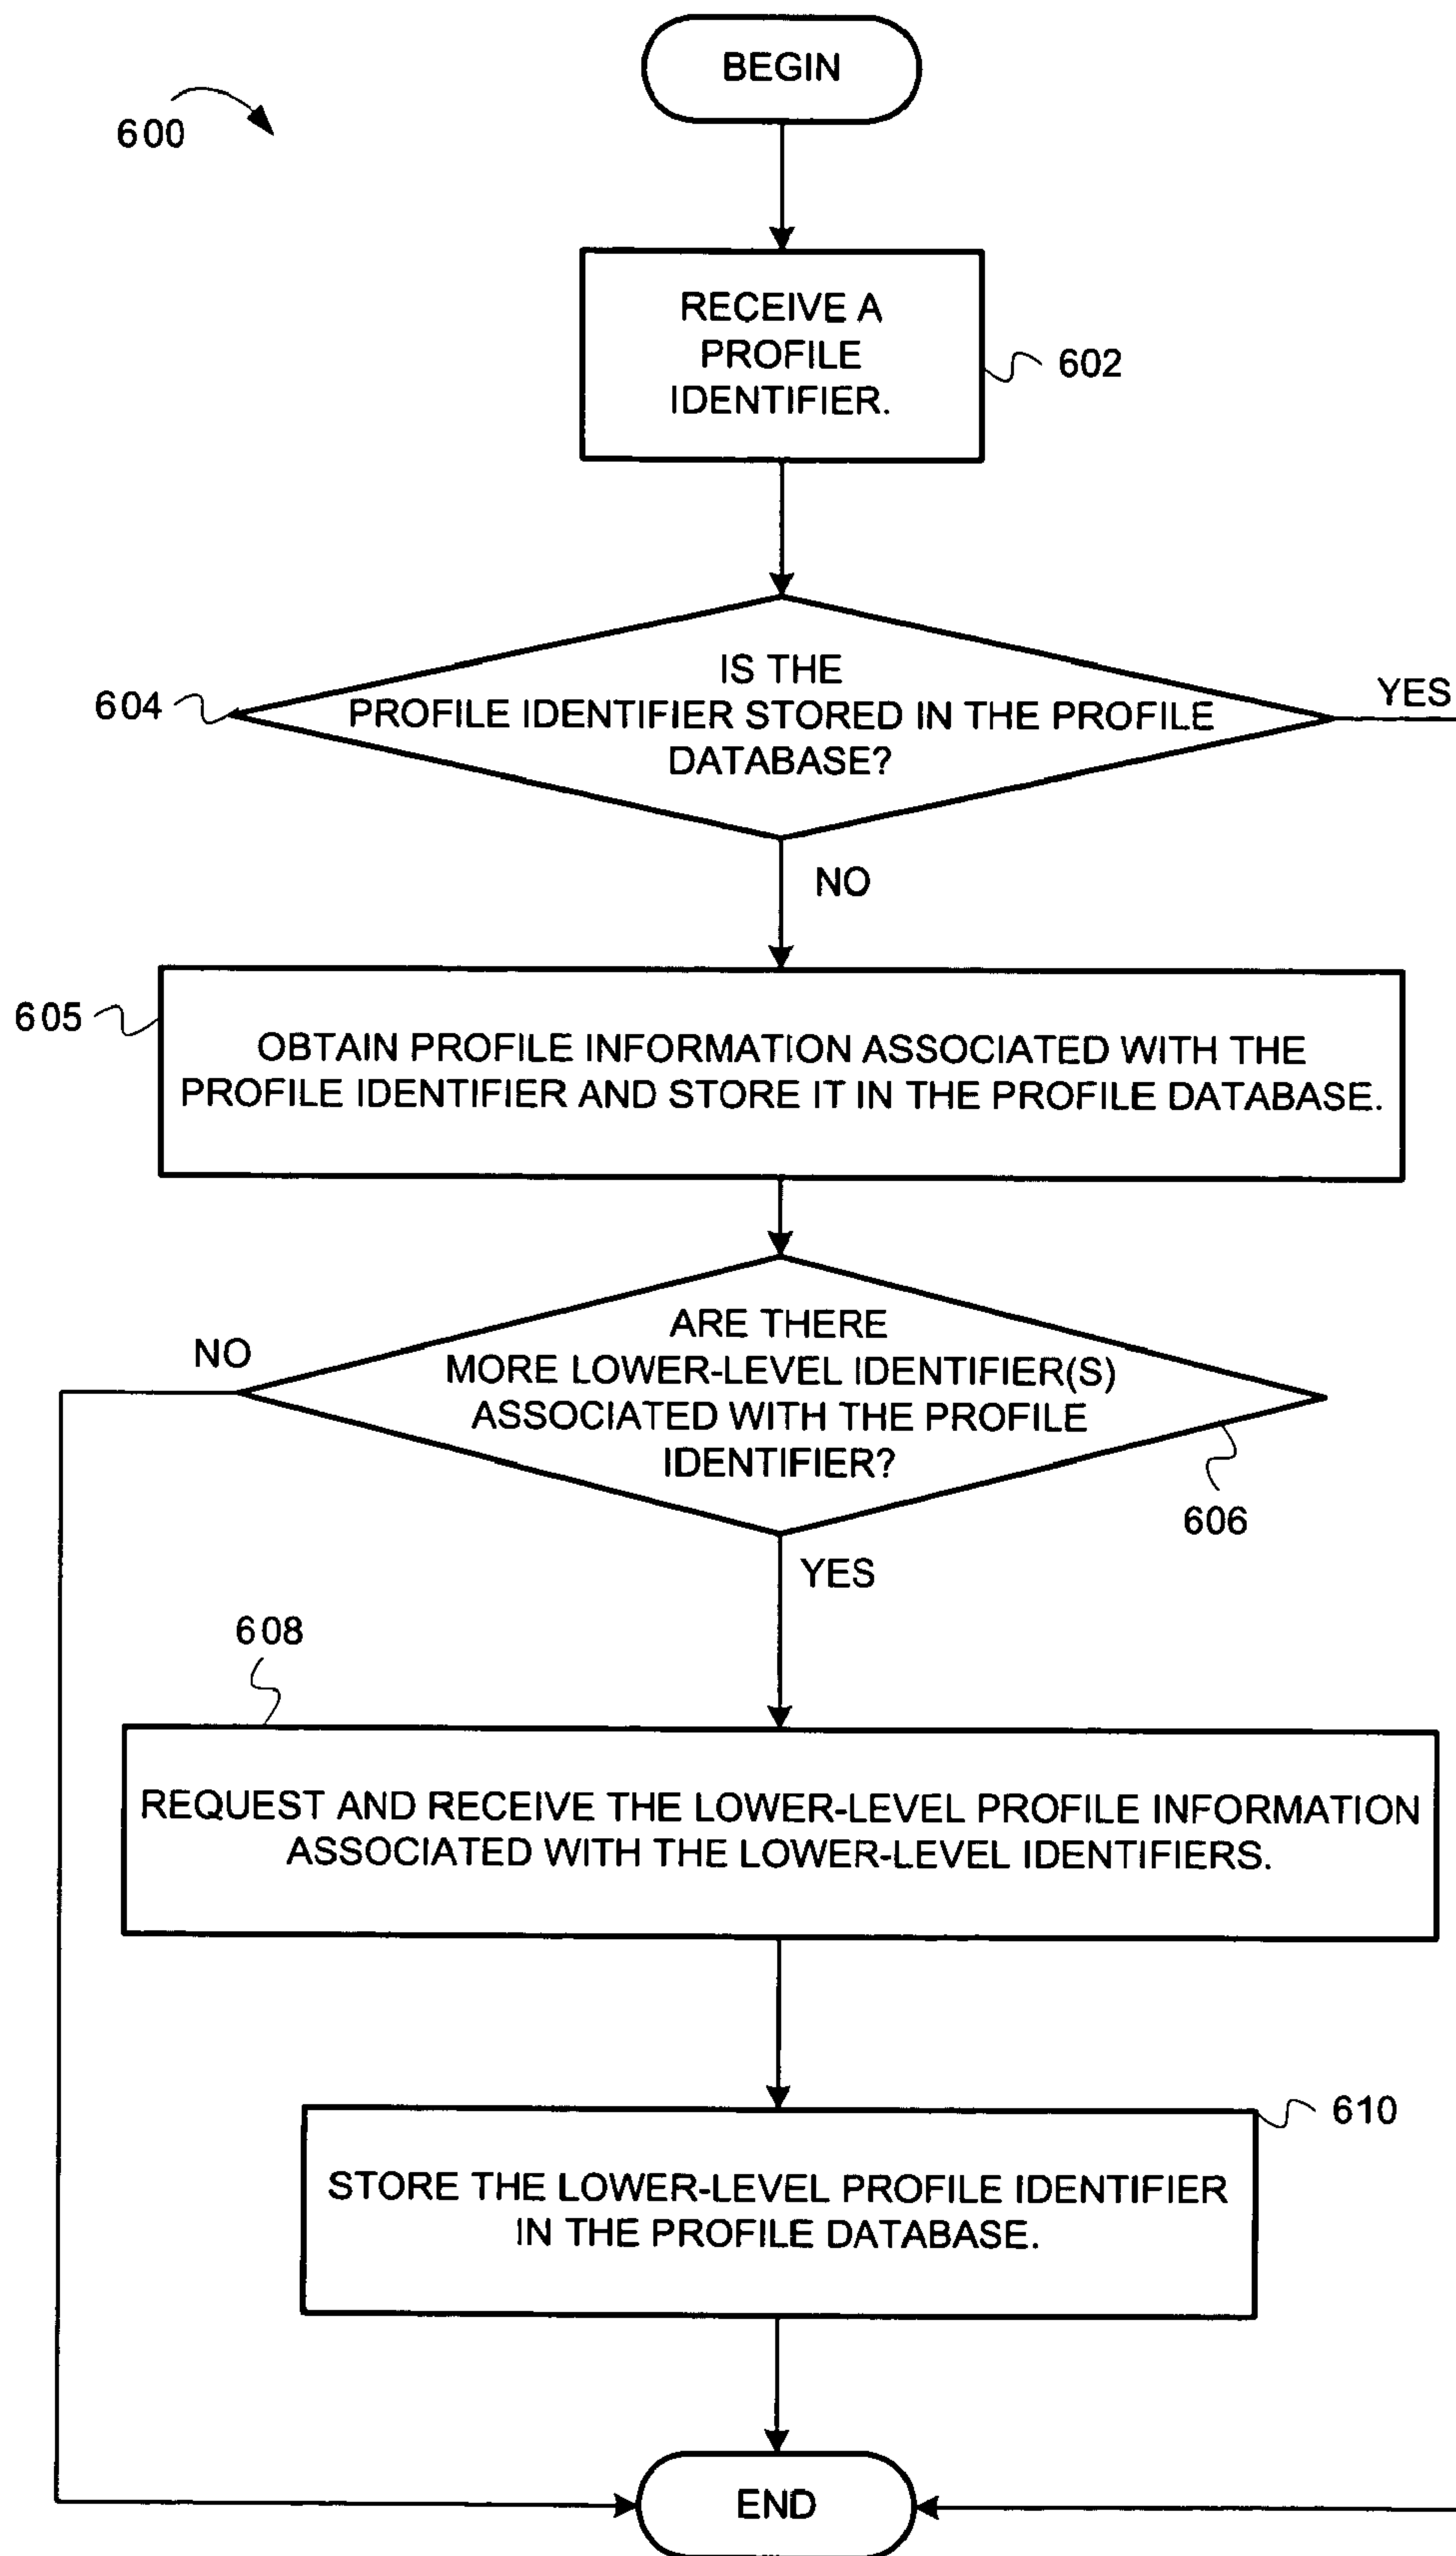 BEGIN
600
RECEIVE A
PROFILE
IDENTIFIER.
602
IS THE
PROFILE IDENTIFIER STORED IN THE PROFILE
DATABASE?
604
YES
NO
605
OBTAIN PROFILE INFORMATION ASSOCIATED WITH THE
PROFILE IDENTIFIER AND STORE IT IN THE PROFILE DATABASE.
ARE THERE
MORE LOWER-LEVEL IDENTIFIER(S)
ASSOCIATED WITH THE PROFILE
IDENTIFIER?
NO
606
YES
608
REQUEST AND RECEIVE THE LOWER-LEVEL PROFILE INFORMATION
ASSOCIATED WITH THE LOWER-LEVEL IDENTIFIERS.
610
STORE THE LOWER-LEVEL PROFILE IDENTIFIER
IN THE PROFILE DATABASE.
END